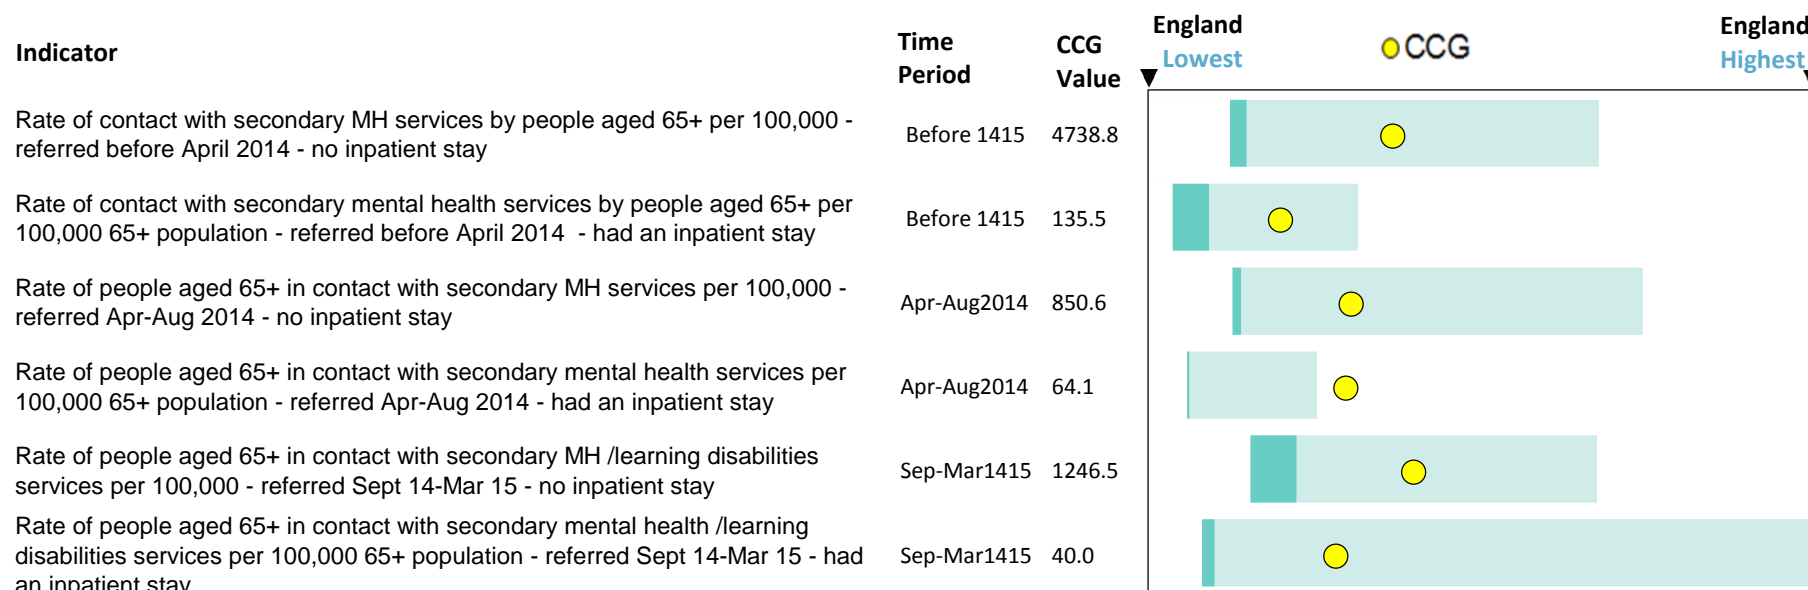 Indicator
Time
Period
CCG
Value
England
Lowest
CCG
England
Highest
Rate of contact with secondary MH services by people aged 65+ per 100,000 -
referred before April 2014 - no inpatient stay
Before 1415
4738.8
Rate of contact with secondary mental health services by people aged 65+ per
100,000 65+ population - referred before April 2014  - had an inpatient stay
Before 1415
135.5
Rate of people aged 65+ in contact with secondary MH services per 100,000 -
referred Apr-Aug 2014 - no inpatient stay
Apr-Aug2014
850.6
Rate of people aged 65+ in contact with secondary mental health services per
100,000 65+ population - referred Apr-Aug 2014 - had an inpatient stay
Apr-Aug2014
64.1
Rate of people aged 65+ in contact with secondary MH /learning disabilities
services per 100,000 - referred Sept 14-Mar 15 - no inpatient stay
Sep-Mar1415
1246.5
Rate of people aged 65+ in contact with secondary mental health /learning
disabilities services per 100,000 65+ population - referred Sept 14-Mar 15 - had
an inpatient stay
Sep-Mar1415
40.0